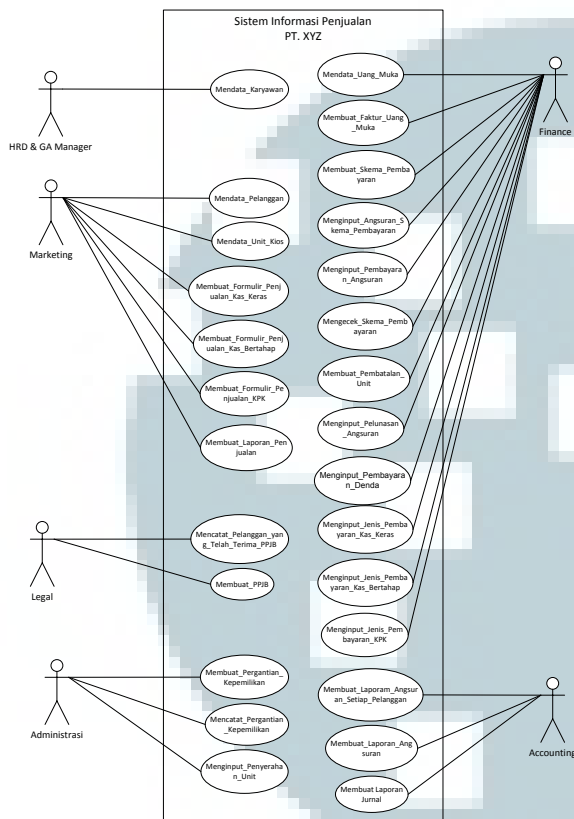 Sistem Informasi Penjualan
PT. XYZ
HRD & GA Manager
Mendata_Karyawan
Marketing
Mendata_Pelanggan
Mendata_Unit_Kios
Membuat_Formulir_Penj
ualan_Kas_Keras
Membuat_Formulir_Penj
ualan_Kas_Bertahap
Membuat_Formulir_Pe
njualan_KPK
Membuat_Laporan_Pen
jualan
Legal
Mencatat_Pelanggan_yan
g_Telah_Terima_PPJB
Membuat_PPJB
Administrasi
Membuat_Pergantian_
Kepemilikan
Mencatat_Pergantian
_Kepemilikan
Menginput_Penyeraha
n_Unit
Mendata_Uang_Muka
Membuat_Faktur_Uang
_Muka
Membuat_Skema_Pemba
yaran
Menginput_Angsuran_S
kema_Pembayaran
Menginput_Pembayara
n_Angsuran
Mengecek_Skema_Pemb
ayaran
Membuat_Pembatalan_
Unit
Menginput_Pelunasan
_Angsuran
Menginput_Pembayara
n_Denda
Menginput_Jenis_Pemba
yaran_Kas_Keras
Menginput_Jenis_Pemba
yaran_Kas_Bertahap
Menginput_Jenis_Pem
bayaran_KPK
Finance
Membuat_Laporam_Angsu
ran_Setiap_Pelanggan
Membuat_Laporan_Ang
suran
Membuat Laporan
Jurnal
Accounting